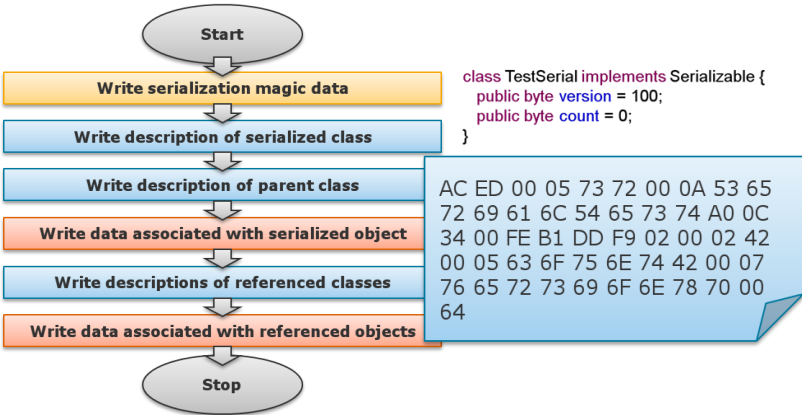 Start
Write serialization magic data
Write description of serialized class
Write description of parent class
Write data associated with serialized object
Write descriptions of referenced classes
Write data associated with referenced objects
Stop
class TestSerial implements Serializable {
public byte version = 100;
public byte count = 0;
}
AC ED 00 05 73 72 00 0A 53 65
72 69 61 6C 54 65 73 74 A0 0C
34 00 FE B1 DD F9 02 00 02 42
00 05 63 6F 75 6E 74 42 00 07
76 65 72 73 69 6F 6E 78 70 00
64